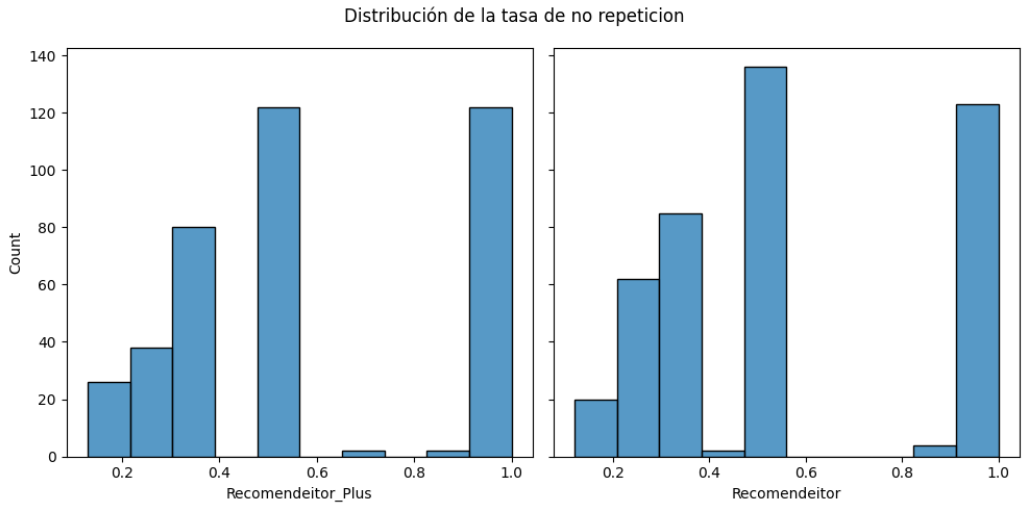 Distribución de la tasa de no repeticion
140
120
100
80
60
40
20
0
Count
0.2 0.4 0.6 0.8 1.0
Recomendeitor_Plus
0.2 0.4 0.6 0.8 1.0
Recomendeitor